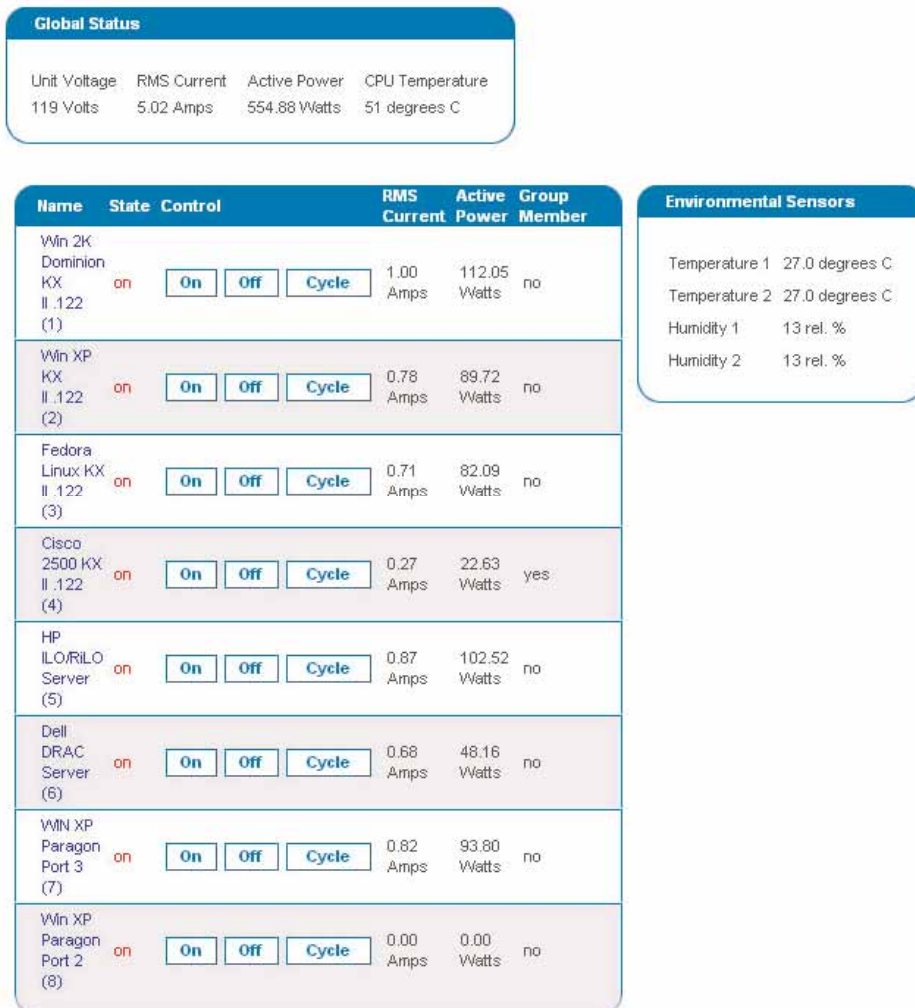 Global Status
Unit Voltage RMS Current Active Power CPU Temperature
119 Volts 5.02 Amps 554.88 Watts 51 degrees C
Name State Control RMS Current Active Power Group Member
Win 2K
Dominion
KX
II .122
(1)
on On Off Cycle 1.00 Amps 112.05 Watts no
Win XP
KX
II .122
(2)
on On Off Cycle 0.78 Amps 89.72 Watts no
Fedora
Linux KX
II .122
(3)
on On Off Cycle 0.71 Amps 82.09 Watts no
Cisco
2500 KX
II .122
(4)
on On Off Cycle 0.27 Amps 22.63 Watts yes
HP
ILO/RiLO
Server
(5)
on On Off Cycle 0.87 Amps 102.52 Watts no
Dell
DRAC
Server
(6)
on On Off Cycle 0.68 Amps 48.16 Watts no
WIN XP
Paragon
Port 3
(7)
on On Off Cycle 0.82 Amps 93.80 Watts no
Win XP
Paragon
Port 2
(8)
on On Off Cycle 0.00 Amps 0.00 Watts no
Environmental Sensors
Temperature 1 27.0 degrees C
Temperature 2 27.0 degrees C
Humidity 1 13 rel. %
Humidity 2 13 rel. %